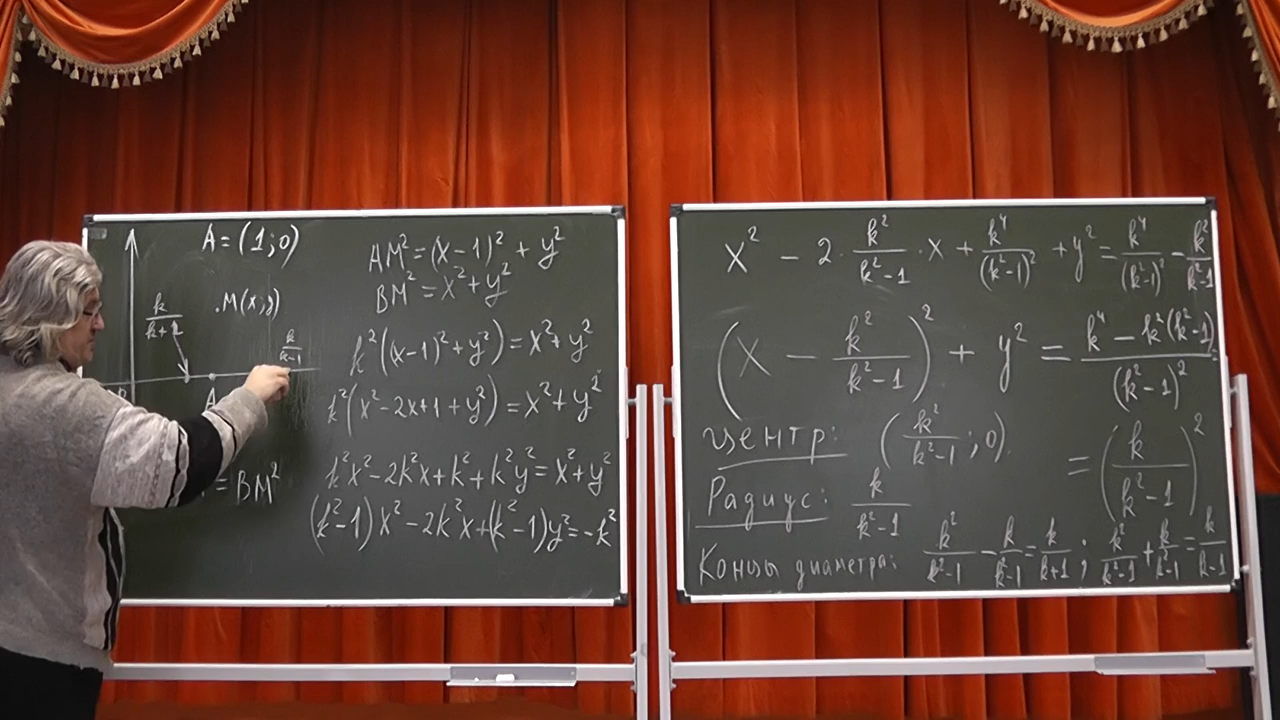 A = (1; 0)
.M(x; y)
k/(k+1)
k/(k-1)
A
= BM²
AM² = (x-1)² + y²
BM² = x² + y²
k²((x-1)² + y²) = x² + y²
k²(x² - 2x + 1 + y²) = x² + y²
k²x² - 2k²x + k² + k²y² = x² + y²
(k²-1)x² - 2k²x + (k²-1)y² = -k²
x² - 2 · k²/(k²-1) · x + k⁴/(k²-1)² + y² = k⁴/(k²-1)² - k²/(k²-1)
(x - k²/(k²-1))² + y² = (k⁴ - k²(k²-1))/(k²-1)² =
= (k/(k²-1))²
Центр: (k²/(k²-1); 0).
Радиус: k/(k²-1)
Концы диаметра: k²/(k²-1) - k/(k²-1) = k/(k+1); k²/(k²-1) + k/(k²-1) = k/(k-1)